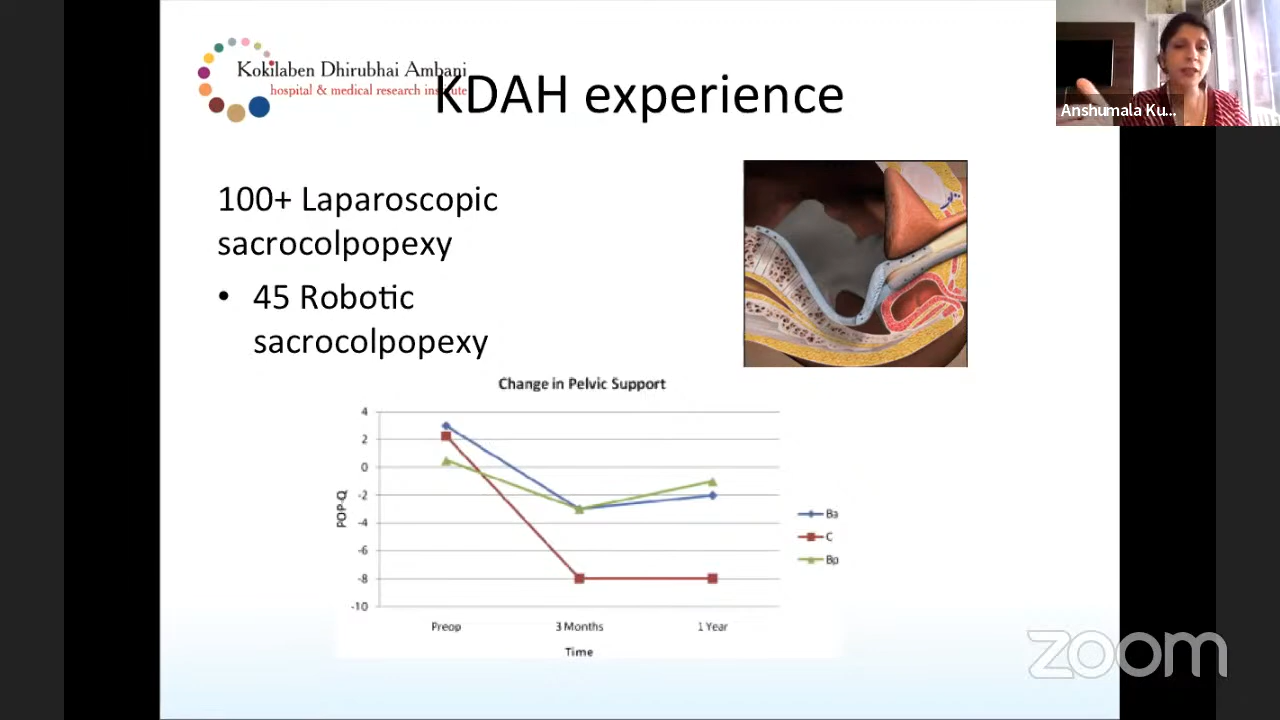 Kokilaben Dhirubhai Ambani
hospital & medical research institute
KDAH experience
Anshumala Ku...
100+ Laparoscopic
sacrocolpopexy
• 45 Robotic
sacrocolpopexy
Change in Pelvic Support
4
2
0
-2
-4
-6
-8
-10
POP-Q
Preop
3 Months
1 Year
Time
Ba
C
Bp
zoom